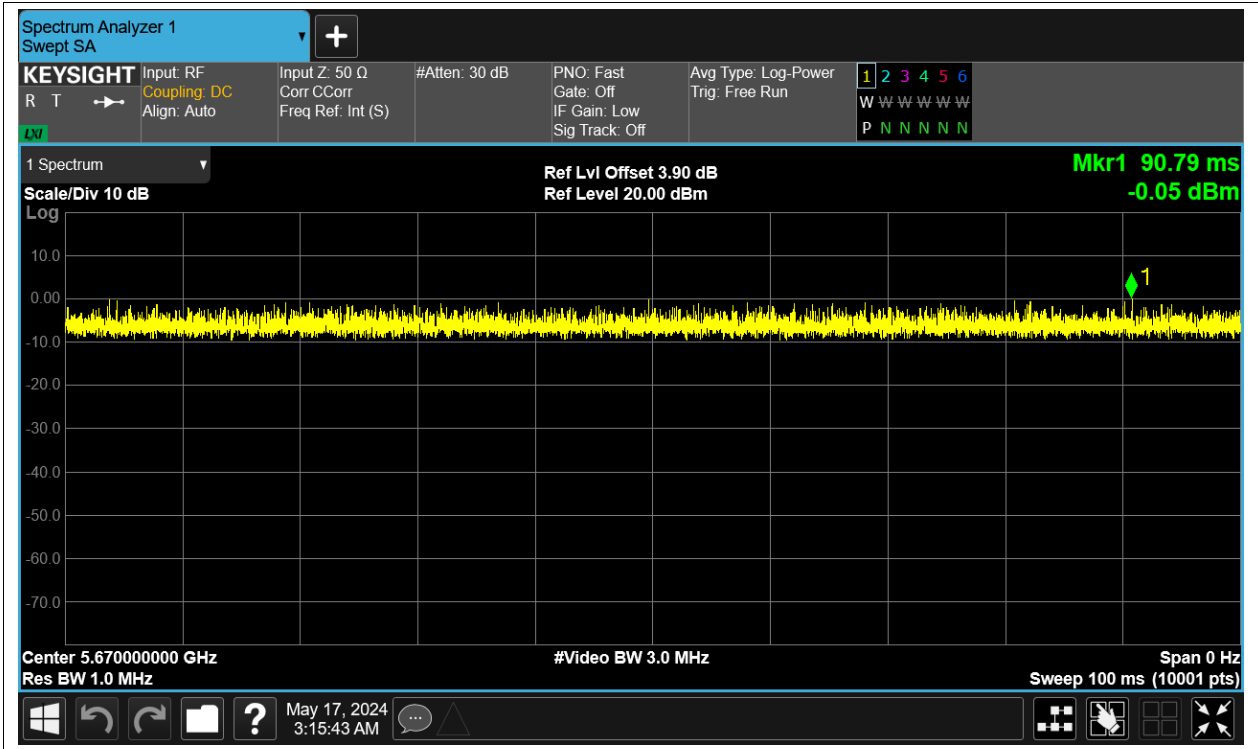 Spectrum Analyzer 1
Swept SA
KEYSIGHT
R T
LXI
Input: RF
Coupling: DC
Align: Auto
Input Z: 50 Ω
Corr CCorr
Freq Ref: Int (S)
#Atten: 30 dB
PNO: Fast
Gate: Off
IF Gain: Low
Sig Track: Off
Avg Type: Log-Power
Trig: Free Run
1 2 3 4 5 6
W W W W W W
P N N N N N
1 Spectrum
Scale/Div 10 dB
Log
Ref Lvl Offset 3.90 dB
Ref Level 20.00 dBm
Mkr1 90.79 ms
-0.05 dBm
10.0
0.00
-10.0
-20.0
-30.0
-40.0
-50.0
-60.0
-70.0
1
Center 5.670000000 GHz
Res BW 1.0 MHz
#Video BW 3.0 MHz
Span 0 Hz
Sweep 100 ms (10001 pts)
?
May 17, 2024
3:15:43 AM